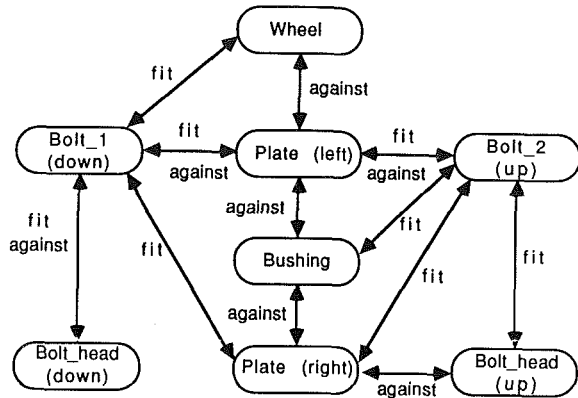 Wheel
fit
against
Bolt_1
(down)
fit
against
Plate (left)
fit
against
Bolt_2
(up)
fit
against
against
fit
fit
Bushing
fit
fit
against
Bolt_head
(down)
Plate (right)
against
Bolt_head
(up)